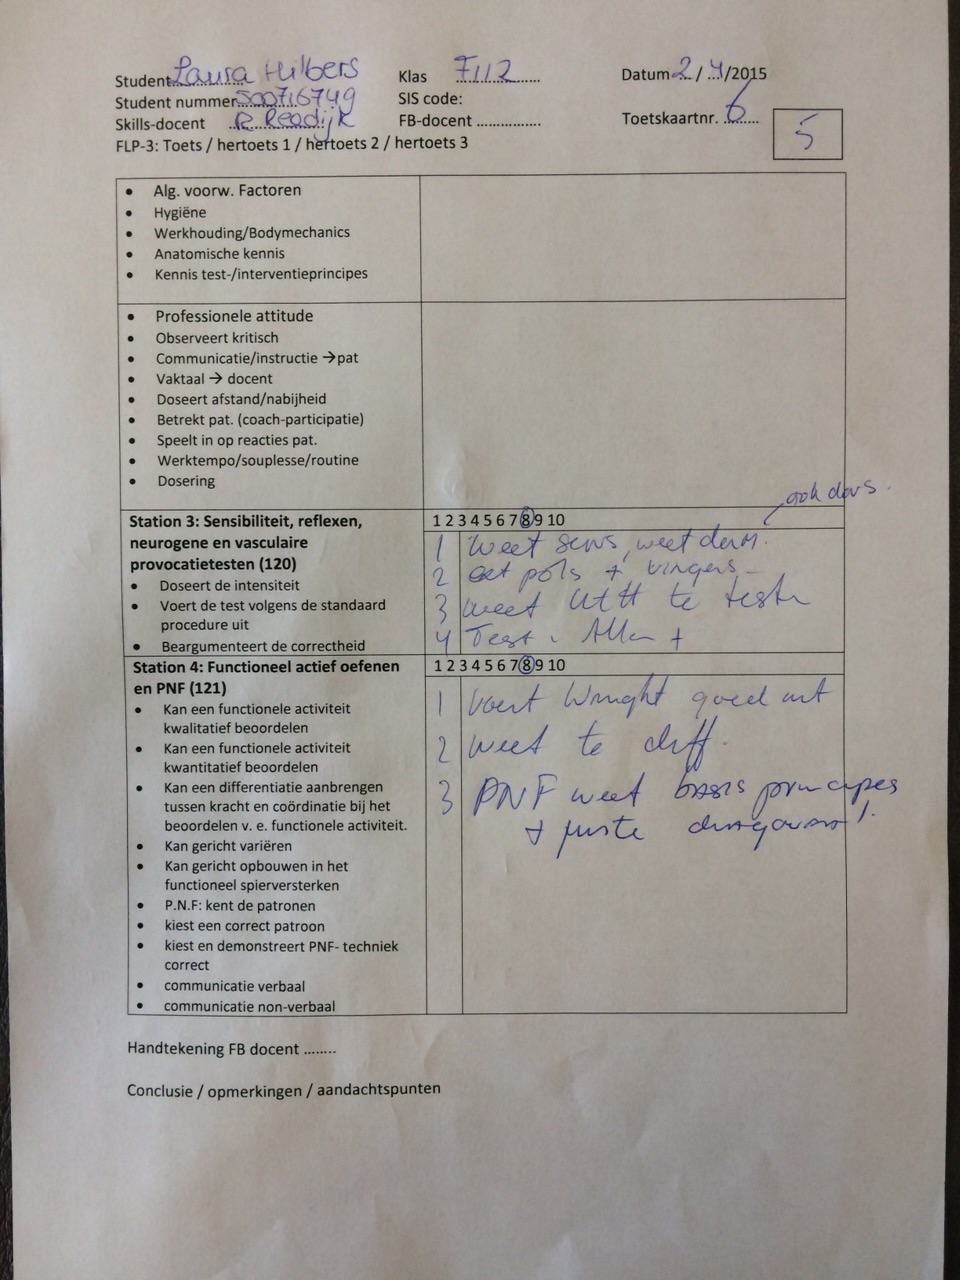 Student Laura Hilbers Klas F112 Datum 2/4/2015
Student nummer 500716749 SIS code:
Skills-docent R Readijk FB-docent ................ Toetskaartnr. 6 5
FLP-3: Toets / hertoets 1 / hertoets 2 / hertoets 3
• Alg. voorw. Factoren
• Hygiëne
• Werkhouding/Bodymechanics
• Anatomische kennis
• Kennis test-/interventieprincipes
• Professionele attitude
• Observeert kritisch
• Communicatie/instructie →pat
• Vaktaal → docent
• Doseert afstand/nabijheid
• Betrekt pat. (coach-participatie)
• Speelt in op reacties pat.
• Werktempo/souplesse/routine
• Dosering
ook
Station 3: Sensibiliteit, reflexen,
neurogene en vasculaire
provocatietesten (120)
• Doseert de intensiteit
• Voert de test volgens de standaard
procedure uit
• Beargumenteert de correctheid
1 2 3 4 5 6 7 8 9 10
1 weet sens, weet derm.
2 pols + vingers
3 weet te testen
4 Test
Station 4: Functioneel actief oefenen
en PNF (121)
• Kan een functionele activiteit
kwalitatief beoordelen
• Kan een functionele activiteit
kwantitatief beoordelen
• Kan een differentiatie aanbrengen
tussen kracht en coördinatie bij het
beoordelen v. e. functionele activiteit.
• Kan gericht variëren
• Kan gericht opbouwen in het
functioneel spierversterken
• P.N.F: kent de patronen
• kiest een correct patroon
• kiest en demonstreert PNF- techniek
correct
• communicatie verbaal
• communicatie non-verbaal
1 2 3 4 5 6 7 8 9 10
1 Voert Wright goed uit
2 weet te diff.
3 PNF weet basis principes
+ juiste diagonaal!
Handtekening FB docent ........
Conclusie / opmerkingen / aandachtspunten